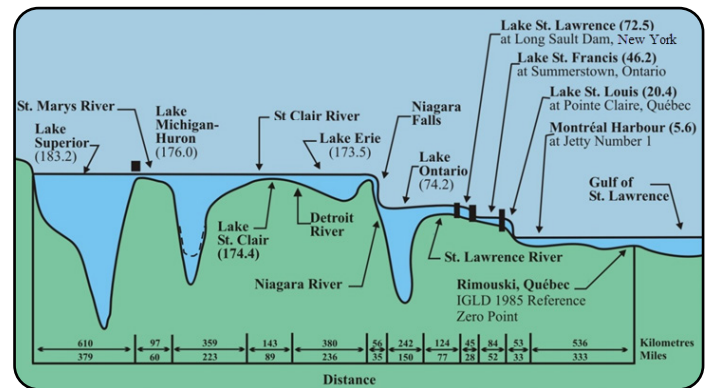 Lake St. Lawrence (72.5)
at Long Sault Dam, New York
Lake St. Francis (46.2)
at Summerstown, Ontario
Lake St. Louis (20.4)
at Pointe Claire, Québec
Montréal Harbour (5.6)
at Jetty Number 1
St. Marys River
Lake
Superior
(183.2)
Lake
Michigan-
Huron
(176.0)
St Clair River
Lake Erie
(173.5)
Niagara
Falls
Lake
Ontario
(74.2)
Gulf of
St. Lawrence
Lake
St. Clair
(174.4)
Detroit
River
Niagara River
St. Lawrence River
Rimouski, Québec
IGLD 1985 Reference
Zero Point
610 97 359 143 380 56 242 124 45 84 53 536 Kilometres
379 60 223 89 236 35 150 77 28 52 33 333 Miles
Distance